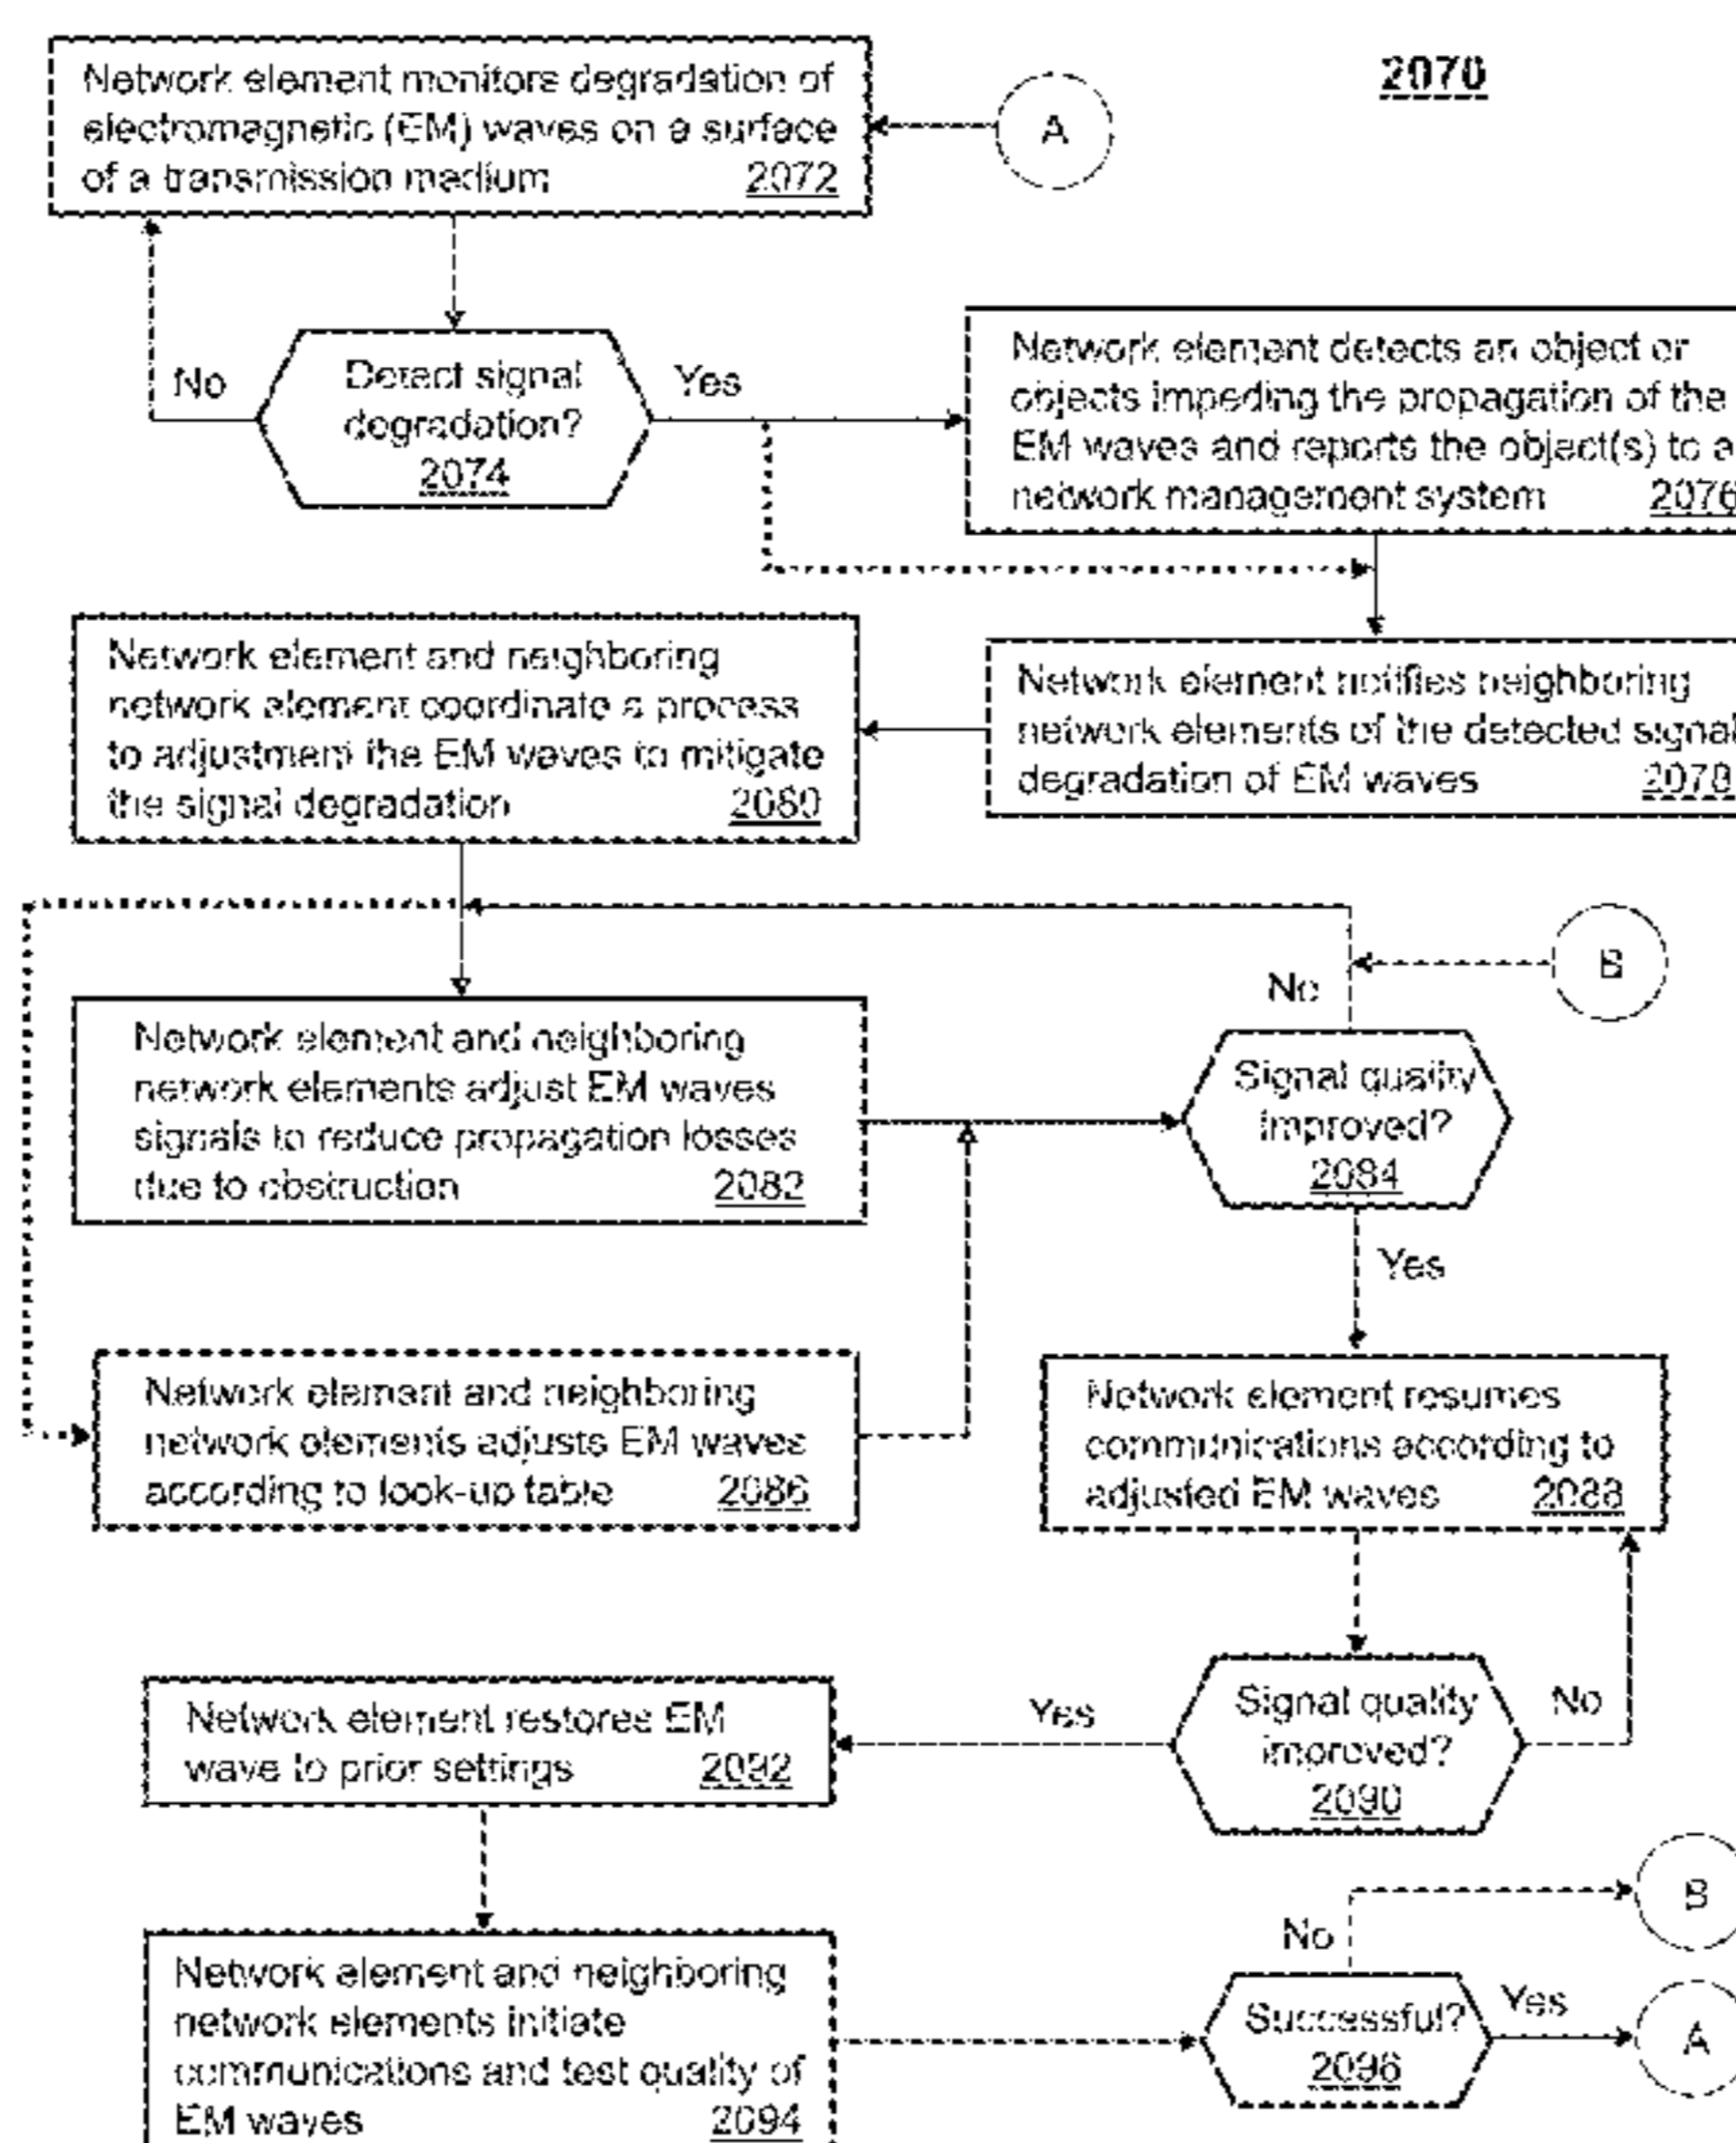 2070
Network element monitors degradation of
electromagnetic (EM) waves on a surface
of a transmission medium 2072
A
No
Detect signal
degradation?
2074
Yes
Network element detects an object or
objects impeding the propagation of the
EM waves and reports the object(s) to a
network management system 2076
Network element and neighboring
network element coordinate a process
to adjustment the EM waves to mitigate
the signal degradation 2080
Network element notifies neighboring
network elements of the detected signal
degradation of EM waves 2078
B
No
Network element and neighboring
network elements adjust EM waves
signals to reduce propagation losses
due to obstruction 2082
Signal quality
improved?
2084
Yes
Network element and neighboring
network elements adjusts EM waves
according to look-up table 2086
Network element resumes
communications according to
adjusted EM waves 2088
Network element restores EM
wave to prior settings 2092
Yes
Signal quality
improved?
2090
No
B
No
Network element and neighboring
network elements initiate
communications and test quality of
EM waves 2094
Successful?
2096
Yes
A